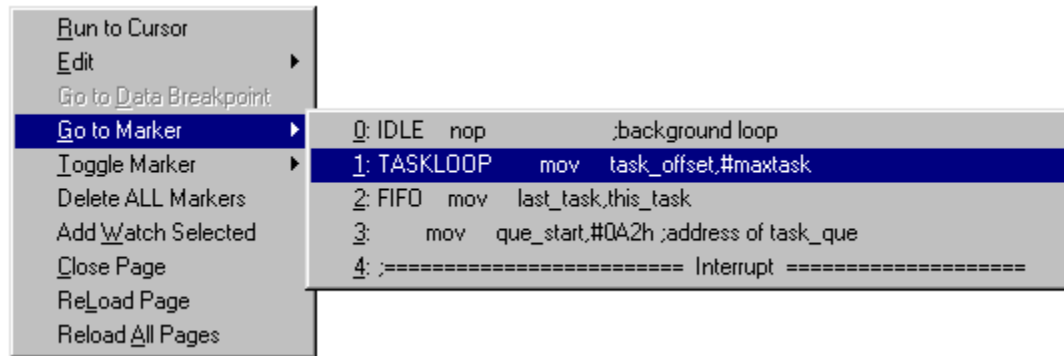 Run to Cursor
Edit
Go to Data Breakpoint
Go to Marker
Toggle Marker
Delete ALL Markers
Add Watch Selected
Close Page
ReLoad Page
Reload All Pages
0: IDLE nop ;background loop
1: TASKLOOP mov task_offset,#maxtask
2: FIFO mov last_task,this_task
3: mov que_start,#0A2h ;address of task_que
4: ;========================= Interrupt ====================